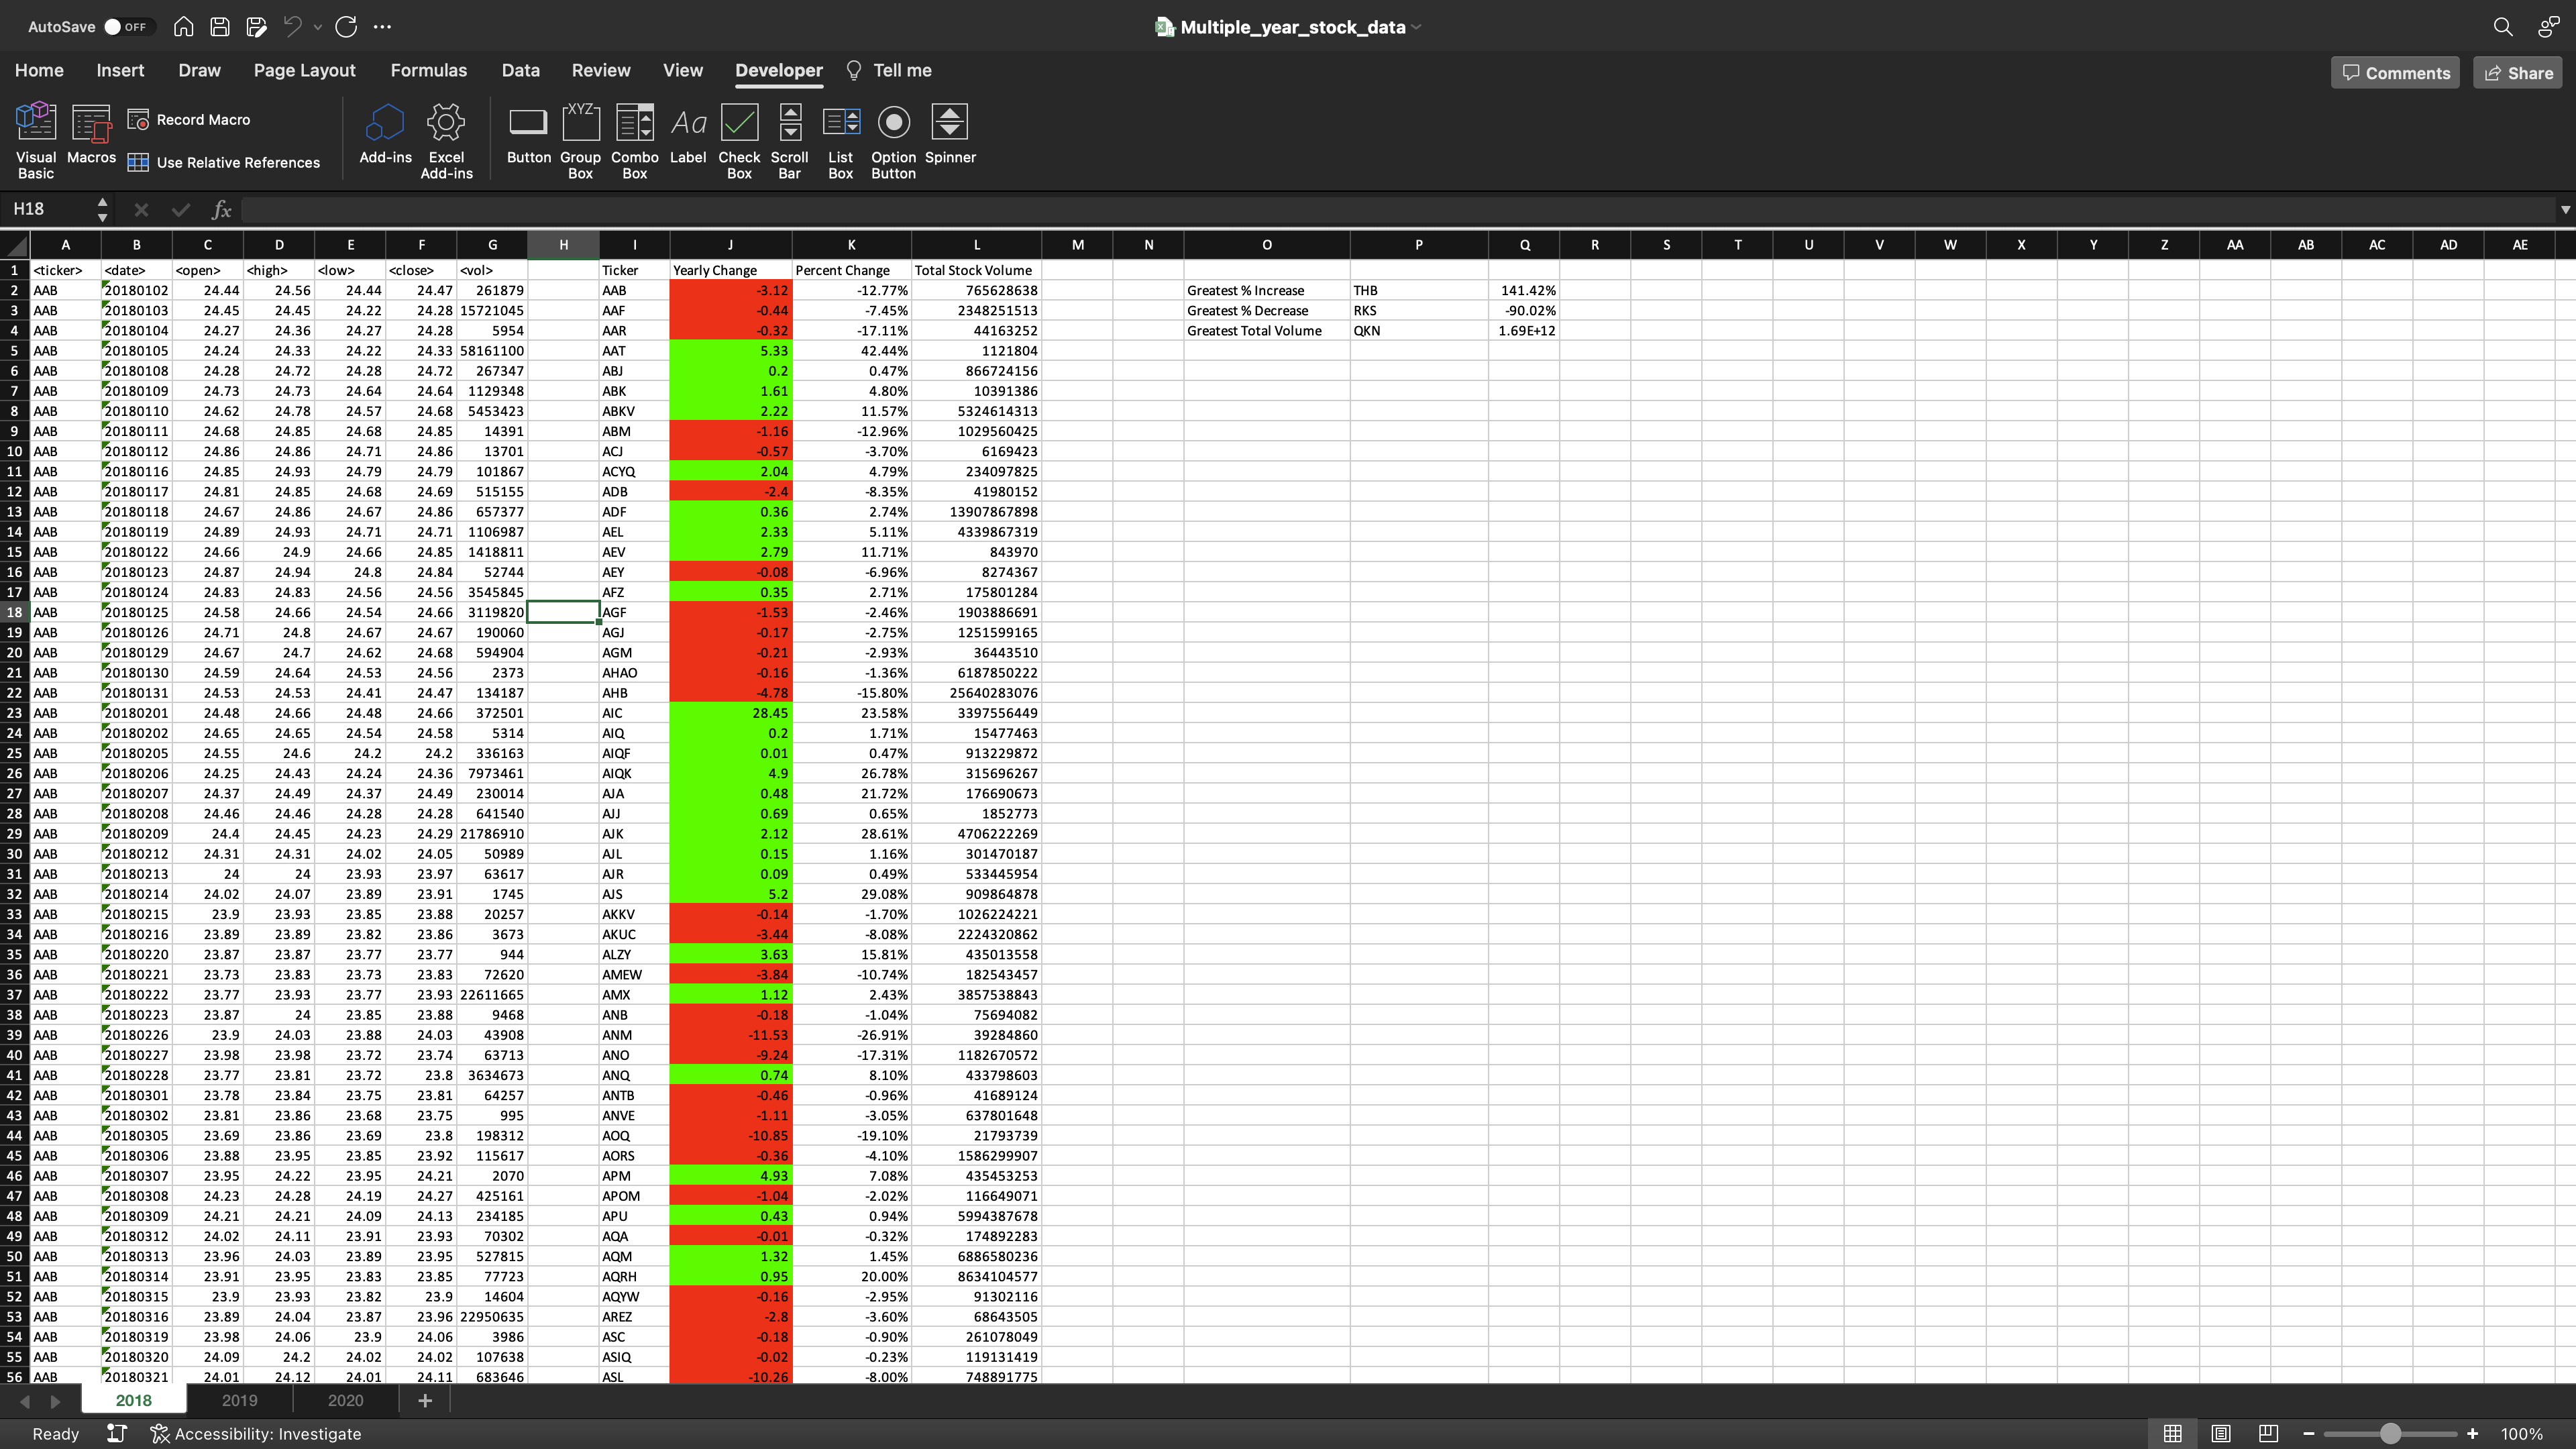 AutoSave OFF Multiple_year_stock_data
Home Insert Draw Page Layout Formulas Data Review View Developer Tell me Comments Share
Visual Basic Macros Record Macro Use Relative References Add-ins Excel Add-ins Button Group Box Combo Box Label Check Box Scroll Bar List Box Option Button Spinner
H18 fx
A B C D E F G H I J K L M N O P Q R S T U V W X Y Z AA AB AC AD AE
1 <ticker> <date> <open> <high> <low> <close> <vol> Ticker Yearly Change Percent Change Total Stock Volume
2 AAB 20180102 24.44 24.56 24.44 24.47 261879 AAB -3.12 -12.77% 765628638 Greatest % Increase THB 141.42%
3 AAB 20180103 24.45 24.45 24.22 24.28 15721045 AAF -0.44 -7.45% 2348251513 Greatest % Decrease RKS -90.02%
4 AAB 20180104 24.27 24.36 24.27 24.28 5954 AAR -0.32 -17.11% 44163252 Greatest Total Volume QKN 1.69E+12
5 AAB 20180105 24.24 24.33 24.22 24.33 58161100 AAT 5.33 42.44% 1121804
6 AAB 20180108 24.28 24.72 24.28 24.72 267347 ABJ 0.2 0.47% 866724156
7 AAB 20180109 24.73 24.73 24.64 24.64 1129348 ABK 1.61 4.80% 10391386
8 AAB 20180110 24.62 24.78 24.57 24.68 5453423 ABKV 2.22 11.57% 5324614313
9 AAB 20180111 24.68 24.85 24.68 24.85 14391 ABM -1.16 -12.96% 1029560425
10 AAB 20180112 24.86 24.86 24.71 24.86 13701 ACJ -0.57 -3.70% 6169423
11 AAB 20180116 24.85 24.93 24.79 24.79 101867 ACYQ 2.04 4.79% 234097825
12 AAB 20180117 24.81 24.85 24.68 24.69 515155 ADB -2.4 -8.35% 41980152
13 AAB 20180118 24.67 24.86 24.67 24.86 657377 ADF 0.36 2.74% 13907867898
14 AAB 20180119 24.89 24.93 24.71 24.71 1106987 AEL 2.33 5.11% 4339867319
15 AAB 20180122 24.66 24.9 24.66 24.85 1418811 AEV 2.79 11.71% 843970
16 AAB 20180123 24.87 24.94 24.8 24.84 52744 AEY -0.08 -6.96% 8274367
17 AAB 20180124 24.83 24.83 24.56 24.56 3545845 AFZ 0.35 2.71% 175801284
18 AAB 20180125 24.58 24.66 24.54 24.66 3119820 AGF -1.53 -2.46% 1903886691
19 AAB 20180126 24.71 24.8 24.67 24.67 190060 AGJ -0.17 -2.75% 1251599165
20 AAB 20180129 24.67 24.7 24.62 24.68 594904 AGM -0.21 -2.93% 36443510
21 AAB 20180130 24.59 24.64 24.53 24.56 2373 AHAO -0.16 -1.36% 6187850222
22 AAB 20180131 24.53 24.53 24.41 24.47 134187 AHB -4.78 -15.80% 25640283076
23 AAB 20180201 24.48 24.66 24.48 24.66 372501 AIC 28.45 23.58% 3397556449
24 AAB 20180202 24.65 24.65 24.54 24.58 5314 AIQ 0.2 1.71% 15477463
25 AAB 20180205 24.55 24.6 24.2 24.2 336163 AIQF 0.01 0.47% 913229872
26 AAB 20180206 24.25 24.43 24.24 24.36 7973461 AIQK 4.9 26.78% 315696267
27 AAB 20180207 24.37 24.49 24.37 24.49 230014 AJA 0.48 21.72% 176690673
28 AAB 20180208 24.46 24.46 24.28 24.28 641540 AJJ 0.69 0.65% 1852773
29 AAB 20180209 24.4 24.45 24.23 24.29 21786910 AJK 2.12 28.61% 4706222269
30 AAB 20180212 24.31 24.31 24.02 24.05 50989 AJL 0.15 1.16% 301470187
31 AAB 20180213 24 24 23.93 23.97 63617 AJR 0.09 0.49% 533445954
32 AAB 20180214 24.02 24.07 23.89 23.91 1745 AJS 5.2 29.08% 909864878
33 AAB 20180215 23.9 23.93 23.85 23.88 20257 AKKV -0.14 -1.70% 1026224221
34 AAB 20180216 23.89 23.89 23.82 23.86 3673 AKUC -3.44 -8.08% 2224320862
35 AAB 20180220 23.87 23.87 23.77 23.77 944 ALZY 3.63 15.81% 435013558
36 AAB 20180221 23.73 23.83 23.73 23.83 72620 AMEW -3.84 -10.74% 182543457
37 AAB 20180222 23.77 23.93 23.77 23.93 22611665 AMX 1.12 2.43% 3857538843
38 AAB 20180223 23.87 24 23.85 23.88 9468 ANB -0.18 -1.04% 75694082
39 AAB 20180226 23.9 24.03 23.88 24.03 43908 ANM -11.53 -26.91% 39284860
40 AAB 20180227 23.98 23.98 23.72 23.74 63713 ANO -9.24 -17.31% 1182670572
41 AAB 20180228 23.77 23.81 23.72 23.8 3634673 ANQ 0.74 8.10% 433798603
42 AAB 20180301 23.78 23.84 23.75 23.81 64257 ANTB -0.46 -0.96% 41689124
43 AAB 20180302 23.81 23.86 23.68 23.75 995 ANVE -1.11 -3.05% 637801648
44 AAB 20180305 23.69 23.86 23.69 23.8 198312 AOQ -10.85 -19.10% 21793739
45 AAB 20180306 23.88 23.95 23.85 23.92 115617 AORS -0.36 -4.10% 1586299907
46 AAB 20180307 23.95 24.22 23.95 24.21 2070 APM 4.93 7.08% 435453253
47 AAB 20180308 24.23 24.28 24.19 24.27 425161 APOM -1.04 -2.02% 116649071
48 AAB 20180309 24.21 24.21 24.09 24.13 234185 APU 0.43 0.94% 5994387678
49 AAB 20180312 24.02 24.11 23.91 23.93 70302 AQA -0.01 -0.32% 174892283
50 AAB 20180313 23.96 24.03 23.89 23.95 527815 AQM 1.32 1.45% 6886580236
51 AAB 20180314 23.91 23.95 23.83 23.85 77723 AQRH 0.95 20.00% 8634104577
52 AAB 20180315 23.9 23.93 23.82 23.9 14604 AQYW -0.16 -2.95% 91302116
53 AAB 20180316 23.89 24.04 23.87 23.96 22950635 AREZ -2.8 -3.60% 68643505
54 AAB 20180319 23.98 24.06 23.9 24.06 3986 ASC -0.18 -0.90% 261078049
55 AAB 20180320 24.09 24.2 24.02 24.02 107638 ASIQ -0.02 -0.23% 119131419
56 AAB 20180321 24.01 24.12 24.01 24.11 683646 ASL -10.26 -8.00% 748891775
2018 2019 2020 +
Ready Accessibility: Investigate 100%